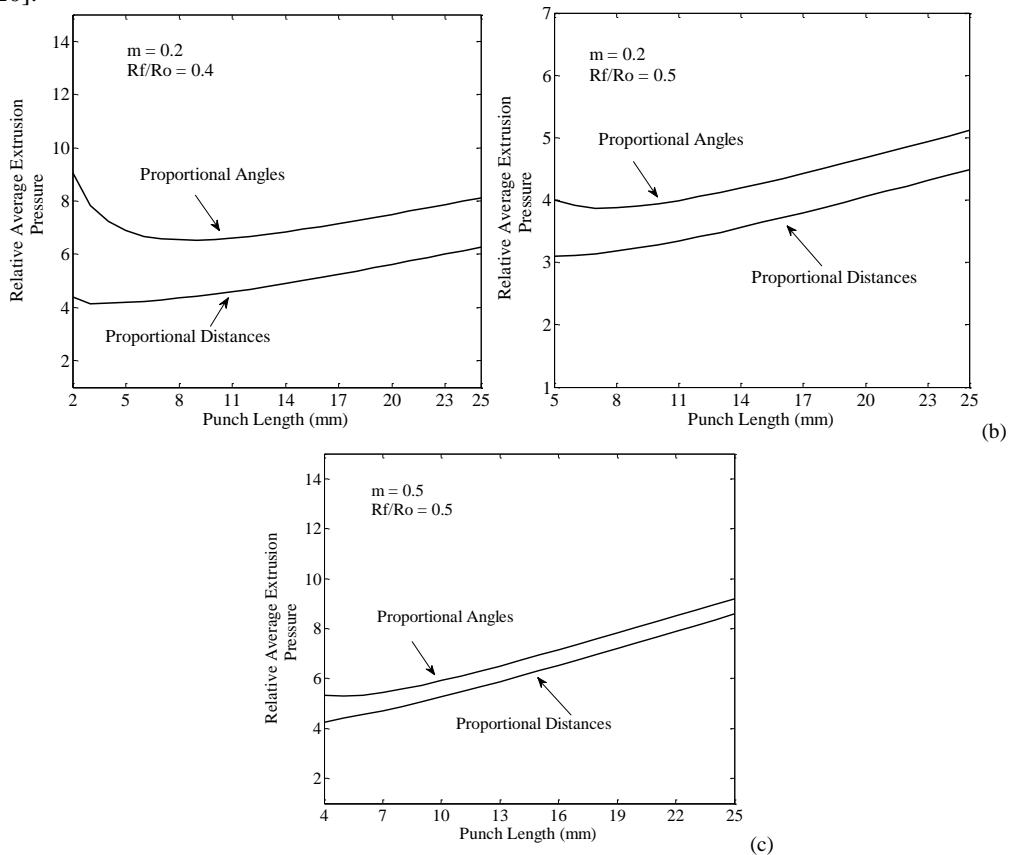 14
12
10
8
6
4
2
Relative Average Extrusion
Pressure
m = 0.2
Rf/Ro = 0.4
Proportional Angles
Proportional Distances
2 5 8 11 14 17 20 22 25
Punch Length (mm)
7
6
5
4
3
2
1
Relative Average Extrusion
Pressure
m = 0.2
Rf/Ro = 0.5
Proportional Angles
Proportional Distances
5 8 11 14 17 20 22 25
Punch Length (mm)
(b)
14
12
10
8
6
4
2
Relative Average Extrusion
Pressure
m = 0.5
Rf/Ro = 0.5
Proportional Angles
Proportional Distances
4 7 10 13 16 19 22 25
Punch Length (mm)
(c)